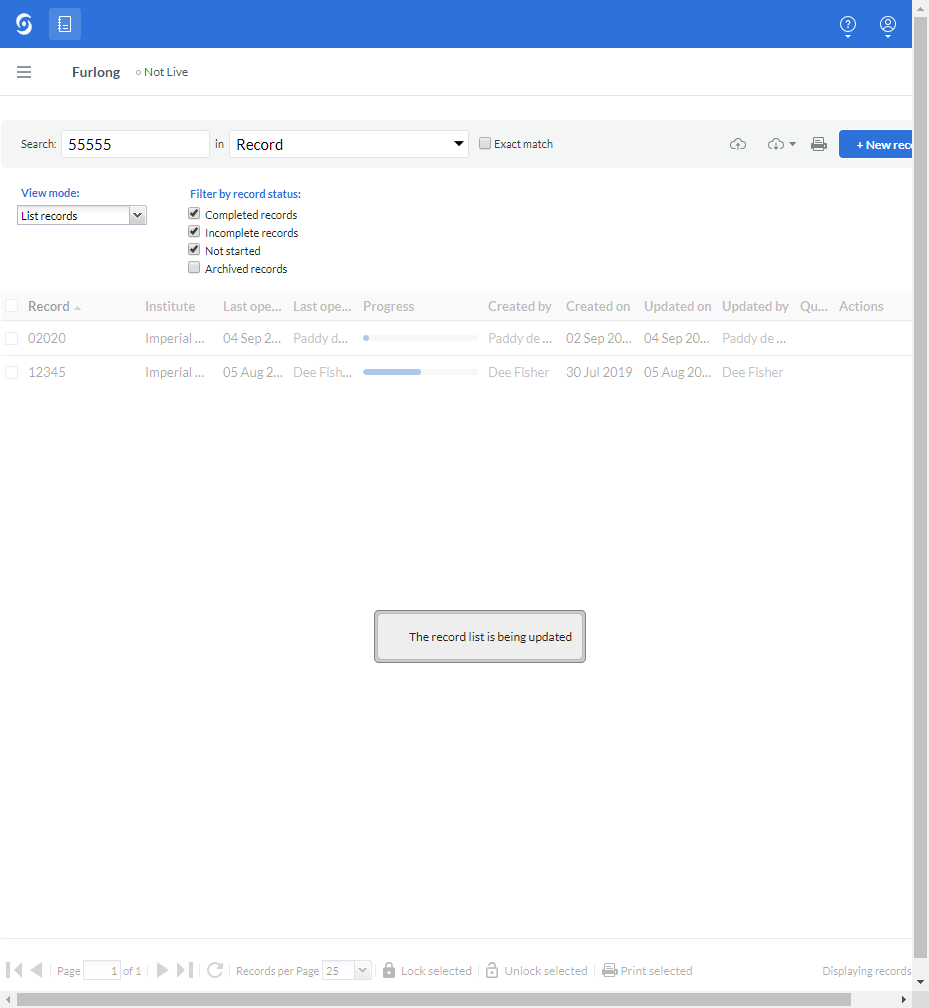 Furlong Not Live
Search: 55555 in Record Exact match + New reco
View mode: Filter by record status:
List records
Completed records
Incomplete records
Not started
Archived records
Record Institute Last ope... Last ope... Progress Created by Created on Updated on Updated by Qu... Actions
02020 Imperial ... 04 Sep 2... Paddy d... Paddy de ... 02 Sep 20... 04 Sep 20... Paddy de ...
12345 Imperial ... 05 Aug 2... Dee Fish... Dee Fisher 30 Jul 2019 05 Aug 20... Dee Fisher
The record list is being updated
Page 1 of 1 Records per Page 25 Lock selected Unlock selected Print selected Displaying records